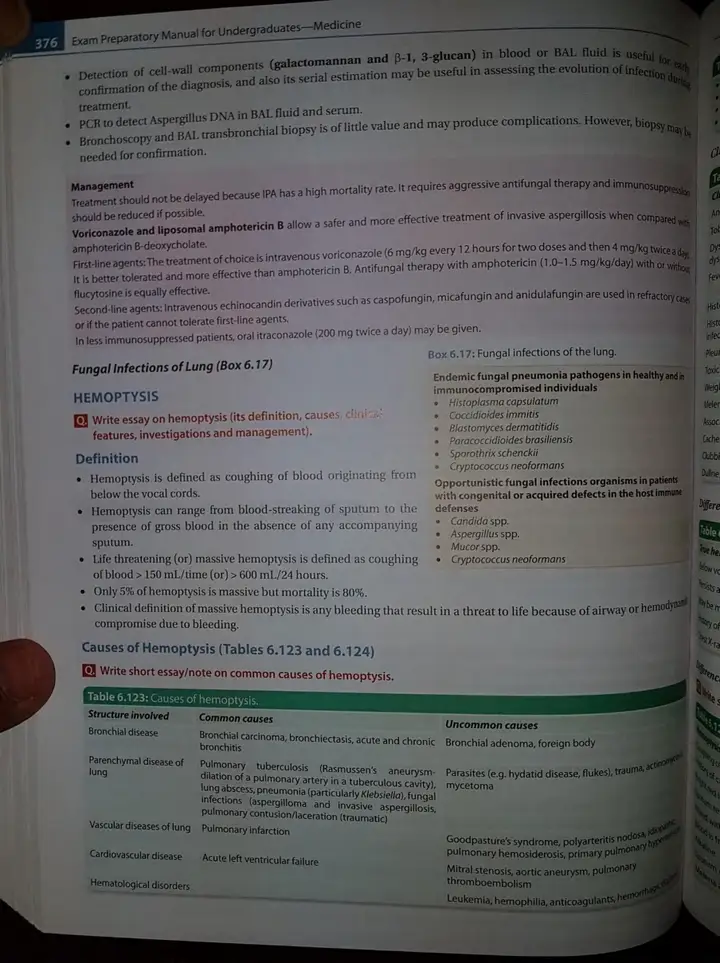 376 Exam Preparatory Manual for Undergraduates—Medicine
• Detection of cell-wall components (galactomannan and β-1, 3-glucan) in blood or BAL fluid is useful for early
confirmation of the diagnosis, and also its serial estimation may be useful in assessing the evolution of infection during
treatment.
• PCR to detect Aspergillus DNA in BAL fluid and serum.
• Bronchoscopy and BAL transbronchial biopsy is of little value and may produce complications. However, biopsy may be
needed for confirmation.
Management
Treatment should not be delayed because IPA has a high mortality rate. It requires aggressive antifungal therapy and immunosuppression
should be reduced if possible.
Voriconazole and liposomal amphotericin B allow a safer and more effective treatment of invasive aspergillosis when compared with
amphotericin B-deoxycholate.
First-line agents: The treatment of choice is intravenous voriconazole (6 mg/kg every 12 hours for two doses and then 4 mg/kg twice a day.
It is better tolerated and more effective than amphotericin B. Antifungal therapy with amphotericin (1.0–1.5 mg/kg/day) with or without
flucytosine is equally effective.
Second-line agents: Intravenous echinocandin derivatives such as caspofungin, micafungin and anidulafungin are used in refractory cases
or if the patient cannot tolerate first-line agents.
In less immunosuppressed patients, oral itraconazole (200 mg twice a day) may be given.
Fungal Infections of Lung (Box 6.17)
HEMOPTYSIS
Q. Write essay on hemoptysis (its definition, causes, clinical
features, investigations and management).
Definition
• Hemoptysis is defined as coughing of blood originating from
below the vocal cords.
• Hemoptysis can range from blood-streaking of sputum to the
presence of gross blood in the absence of any accompanying
sputum.
• Life threatening (or) massive hemoptysis is defined as coughing
of blood > 150 mL/time (or) > 600 mL/24 hours.
• Only 5% of hemoptysis is massive but mortality is 80%.
• Clinical definition of massive hemoptysis is any bleeding that result in a threat to life because of airway or hemodynamic
compromise due to bleeding.
Box 6.17: Fungal infections of the lung.
Endemic fungal pneumonia pathogens in healthy and in
immunocompromised individuals
• Histoplasma capsulatum
• Coccidioides immitis
• Blastomyces dermatitidis
• Paracoccidioides brasiliensis
• Sporothrix schenckii
• Cryptococcus neoformans
Opportunistic fungal infections organisms in patients
with congenital or acquired defects in the host immune
defenses
• Candida spp.
• Aspergillus spp.
• Mucor spp.
• Cryptococcus neoformans
Causes of Hemoptysis (Tables 6.123 and 6.124)
Q. Write short essay/note on common causes of hemoptysis.
Table 6.123: Causes of hemoptysis.
Structure involved Common causes Uncommon causes
Bronchial disease Bronchial carcinoma, bronchiectasis, acute and chronic
bronchitis
Bronchial adenoma, foreign body
Parenchymal disease of
lung
Pulmonary tuberculosis (Rasmussen's aneurysm-
dilation of a pulmonary artery in a tuberculous cavity),
lung abscess, pneumonia (particularly Klebsiella), fungal
infections (aspergilloma and invasive aspergillosis,
pulmonary contusion/laceration (traumatic)
Parasites (e.g. hydatid disease, flukes), trauma,
mycetoma
Vascular diseases of lung Pulmonary infarction
Goodpasture's syndrome, polyarteritis nodosa, idiopathic
pulmonary hemosiderosis, primary pulmonary hypertension
Cardiovascular disease Acute left ventricular failure
Mitral stenosis, aortic aneurysm, pulmonary
thromboembolism
Hematological disorders
Leukemia, hemophilia, anticoagulants,